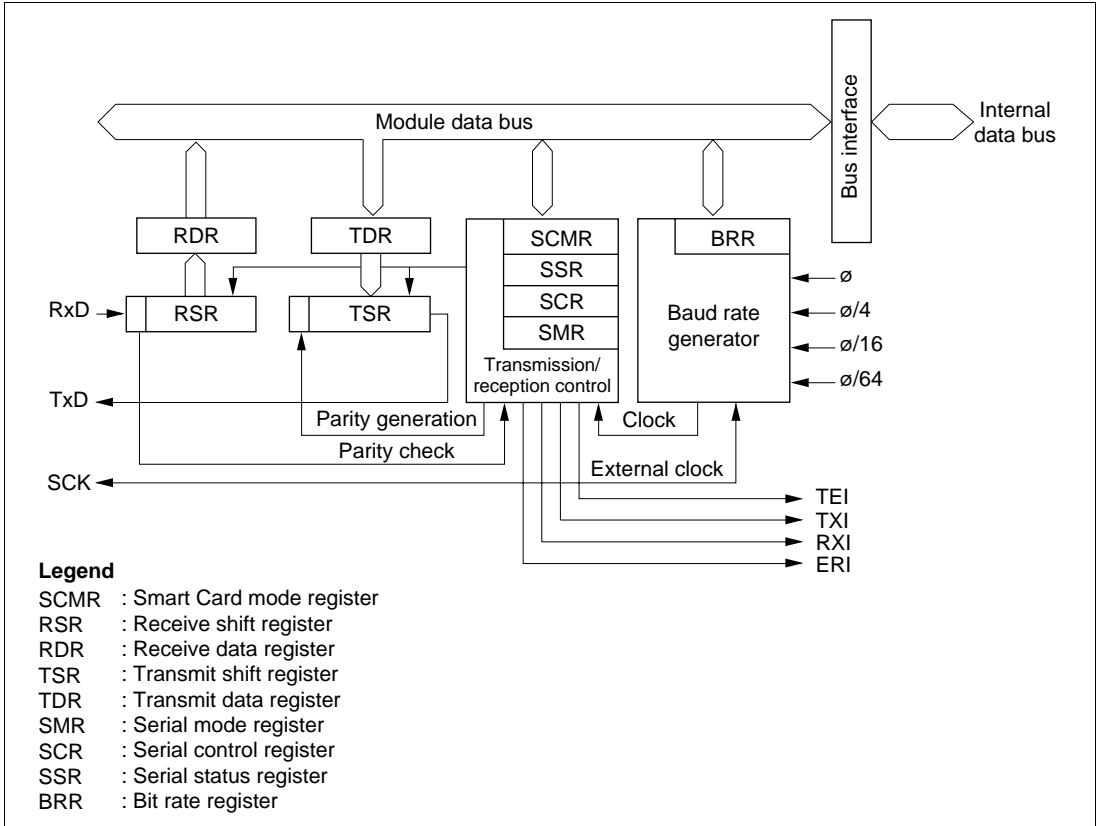 Bus interface
Internal
data bus
Module data bus
RDR
TDR
SCMR
BRR
SSR
SCR
SMR
RxD
RSR
TSR
Baud rate
generator
ø
ø/4
ø/16
ø/64
Transmission/
reception control
TxD
Parity generation
Clock
Parity check
External clock
SCK
TEI
TXI
RXI
ERI
Legend
SCMR : Smart Card mode register
RSR : Receive shift register
RDR : Receive data register
TSR : Transmit shift register
TDR : Transmit data register
SMR : Serial mode register
SCR : Serial control register
SSR : Serial status register
BRR : Bit rate register